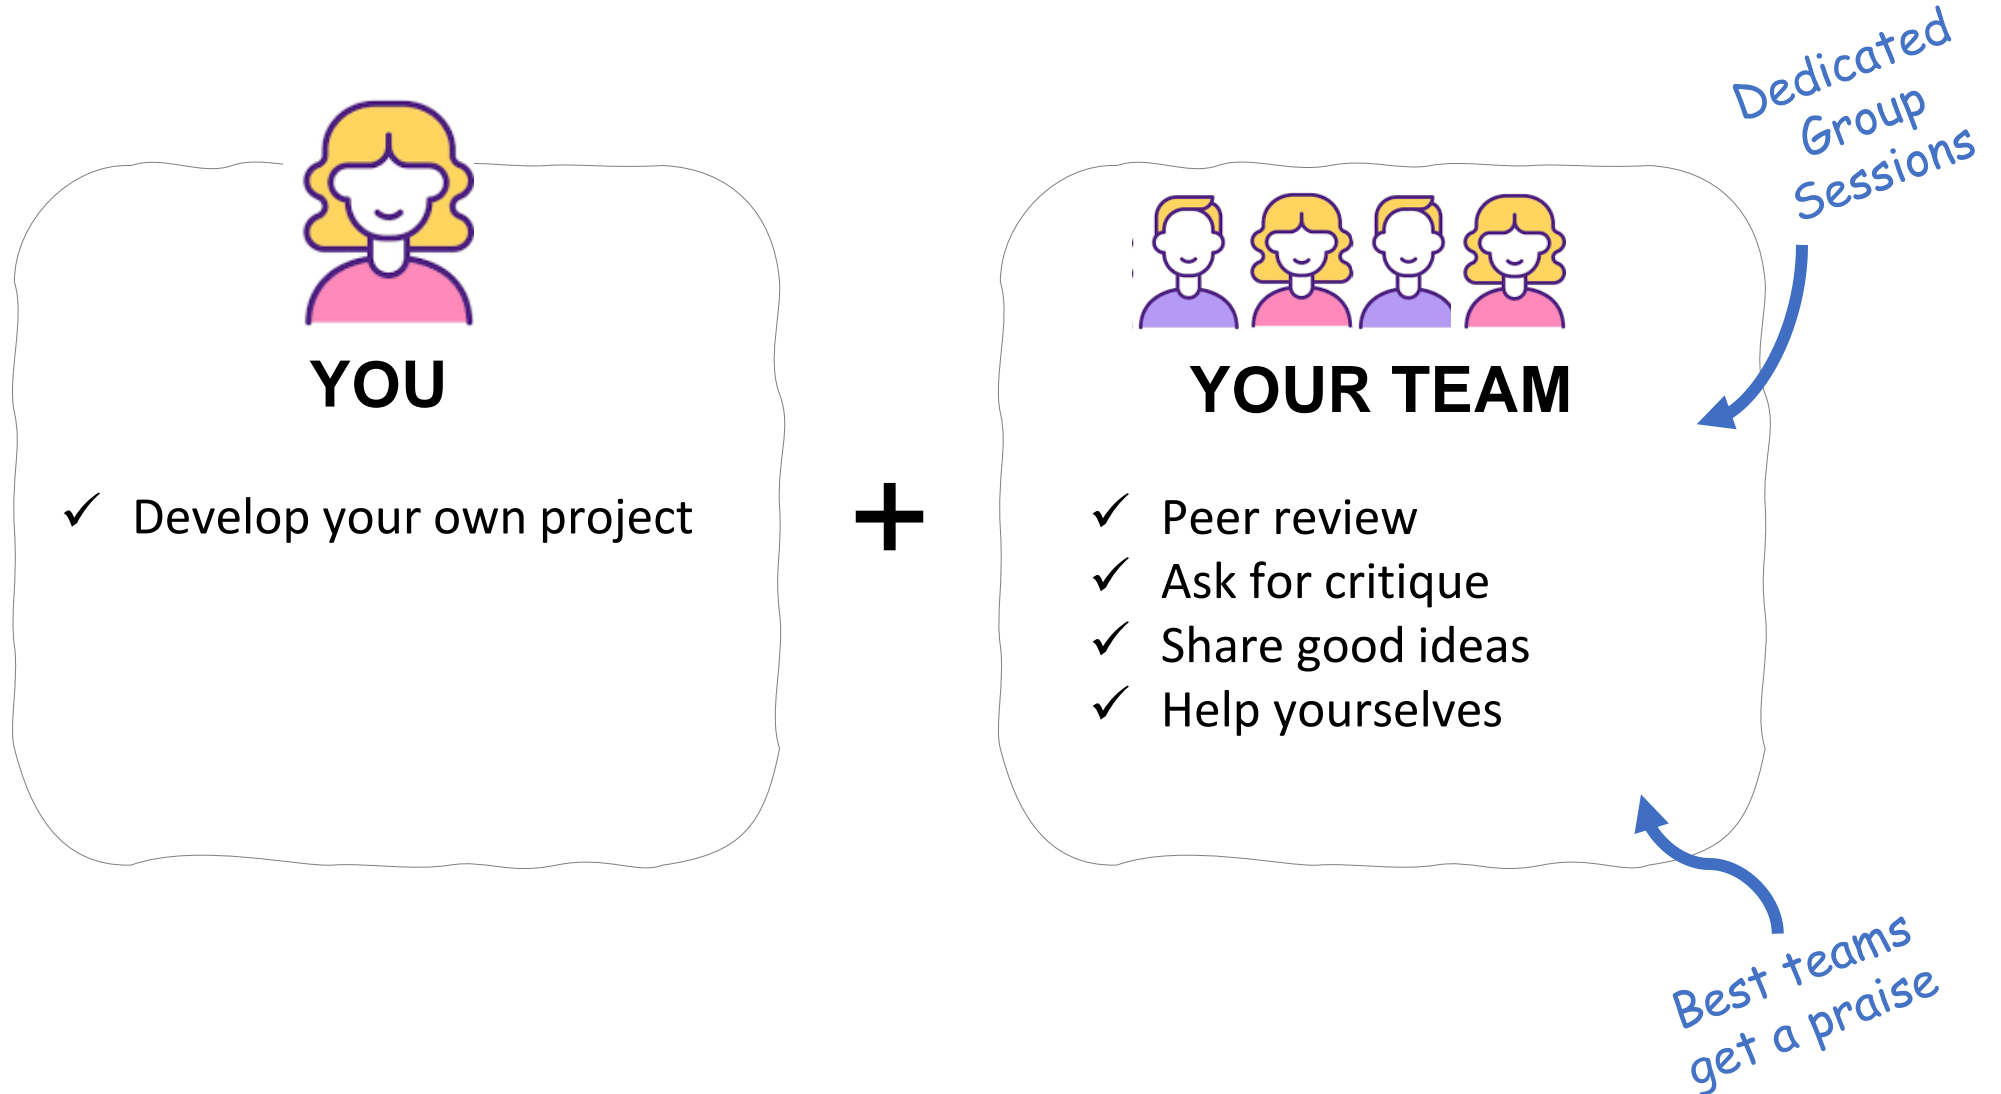 YOU
✓ Develop your own project
+
YOUR TEAM
✓ Peer review
✓ Ask for critique
✓ Share good ideas
✓ Help yourselves
Dedicated
Group
Sessions
Best teams
get a praise